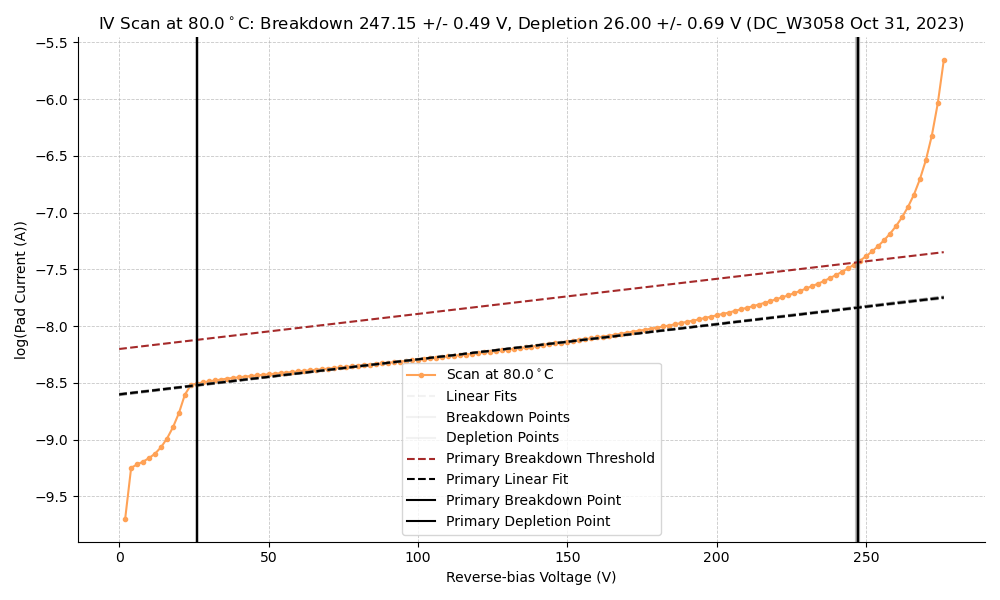 IV Scan at 80.0°C: Breakdown 247.15 +/- 0.49 V, Depletion 26.00 +/- 0.69 V (DC_W3058 Oct 31, 2023)
log(Pad Current (A))
−5.5
−6.0
−6.5
−7.0
−7.5
−8.0
−8.5
−9.0
−9.5
Scan at 80.0°C
Linear Fits
Breakdown Points
Depletion Points
Primary Breakdown Threshold
Primary Linear Fit
Primary Breakdown Point
Primary Depletion Point
0 50 100 150 200 250
Reverse-bias Voltage (V)